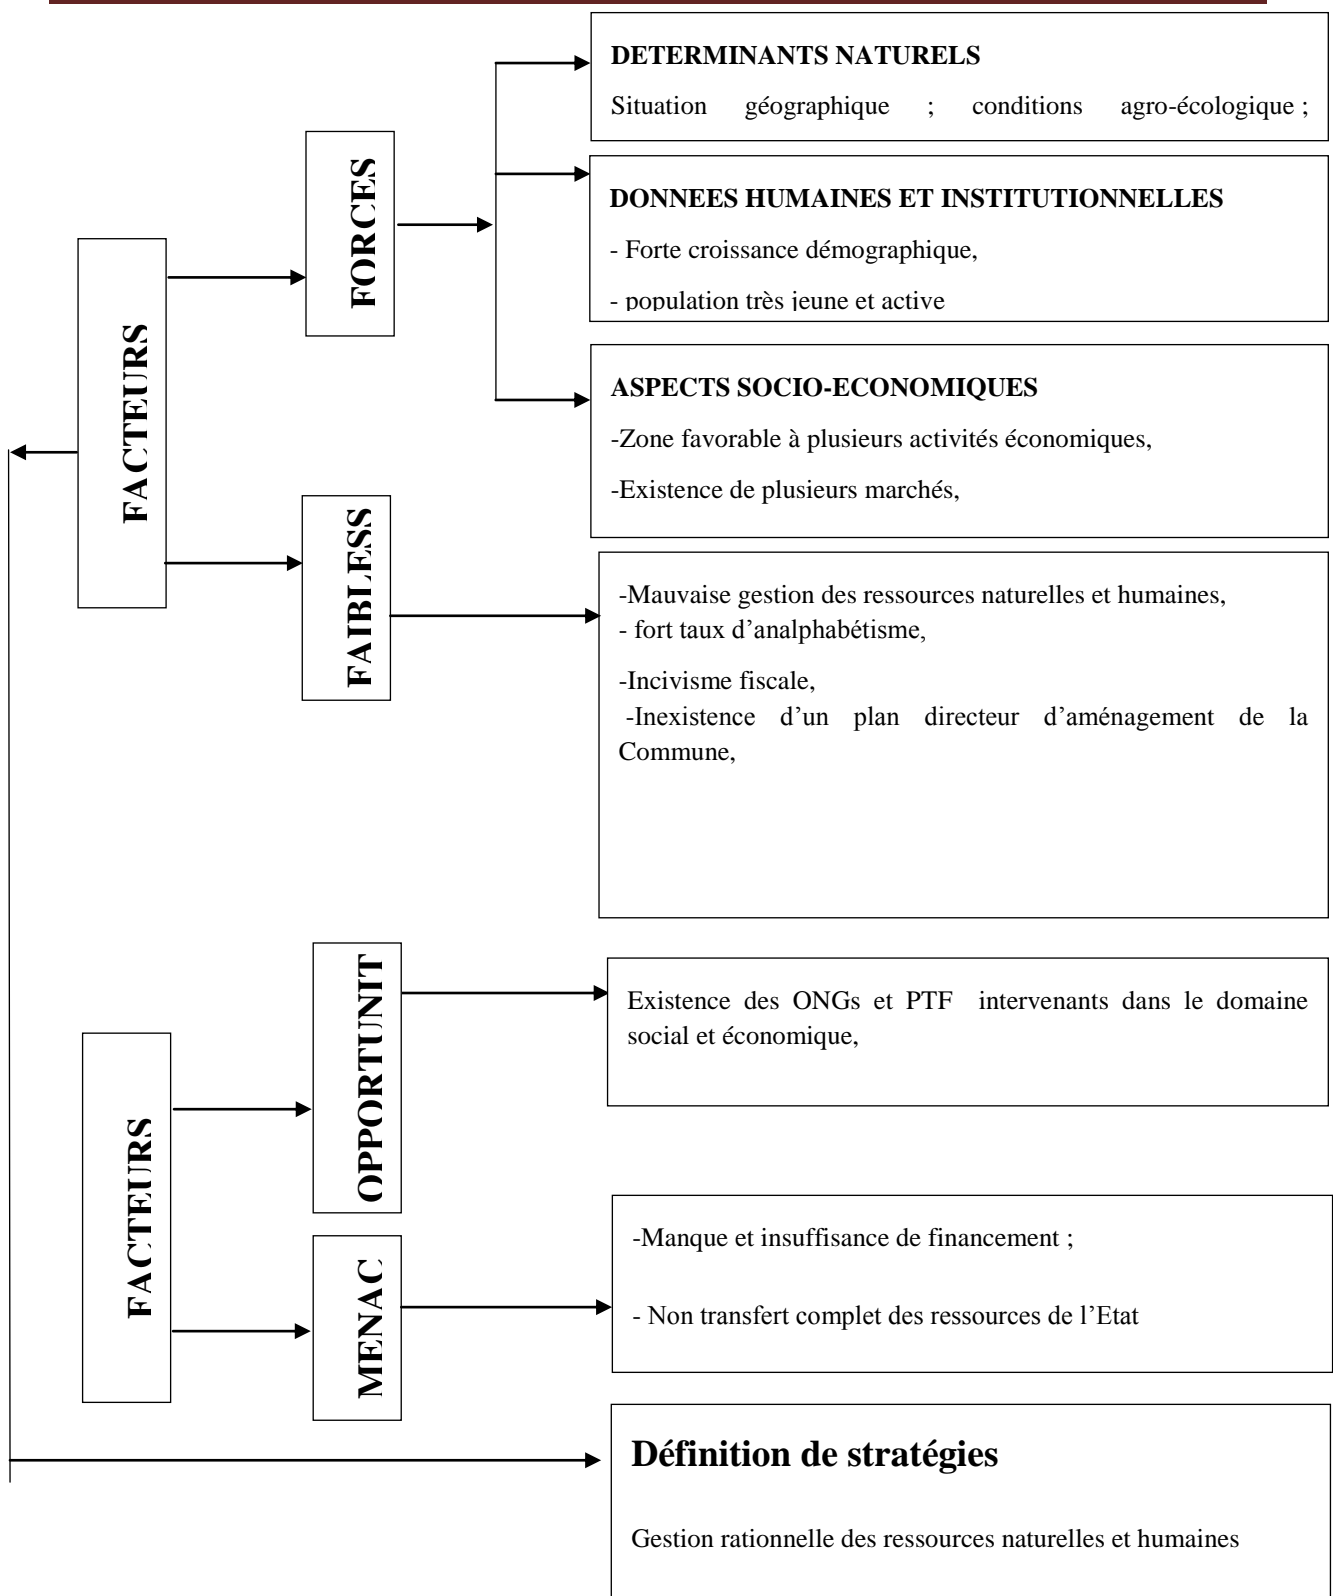 DETERMINANTS NATURELS
Situation géographique ; conditions agro-écologique ;
FORCES
DONNEES HUMAINES ET INSTITUTIONNELLES
- Forte croissance démographique,
- population très jeune et active
FACTEURS
ASPECTS SOCIO-ECONOMIQUES
-Zone favorable à plusieurs activités économiques,
-Existence de plusieurs marchés,
FAIBLESS
-Mauvaise gestion des ressources naturelles et humaines,
- fort taux d’analphabétisme,
-Incivisme fiscale,
-Inexistence d’un plan directeur d’aménagement de la
Commune,
OPPORTUNIT
Existence des ONGs et PTF intervenants dans le domaine
social et économique,
FACTEURS
MENAC
-Manque et insuffisance de financement ;
- Non transfert complet des ressources de l’Etat
Définition de stratégies
Gestion rationnelle des ressources naturelles et humaines